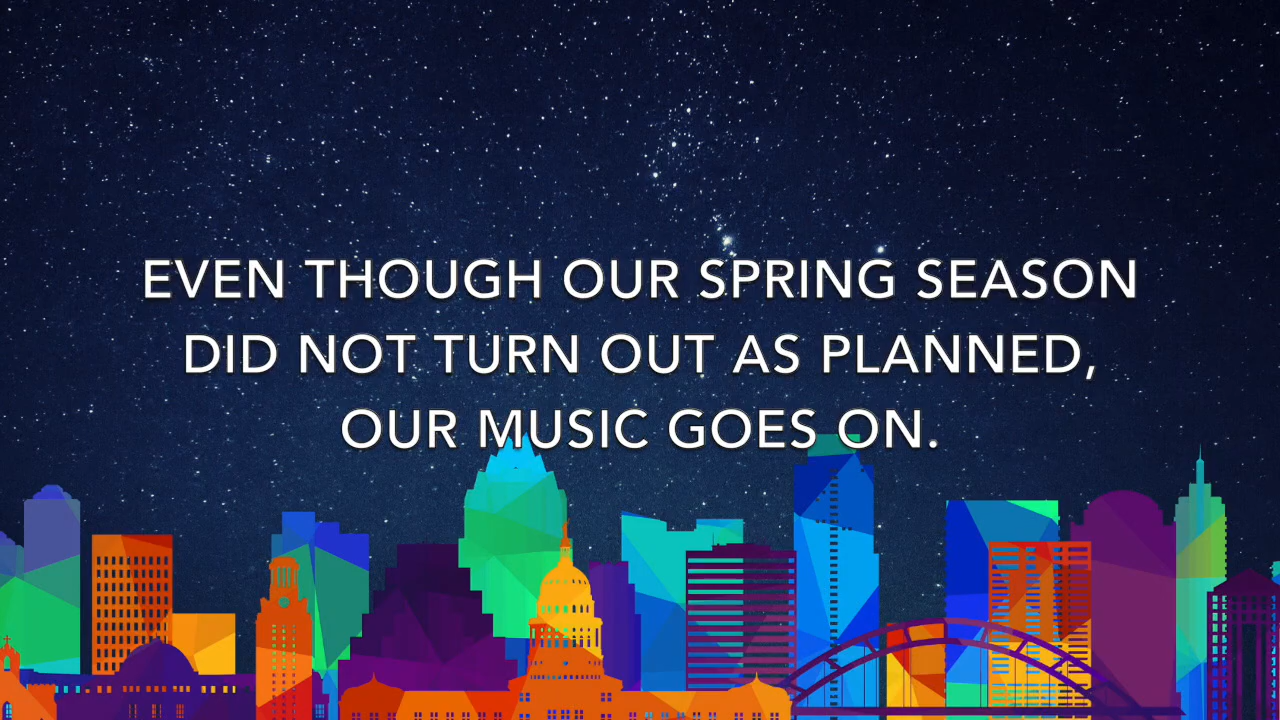 EVEN THOUGH OUR SPRING SEASON
DID NOT TURN OUT AS PLANNED,
OUR MUSIC GOES ON.